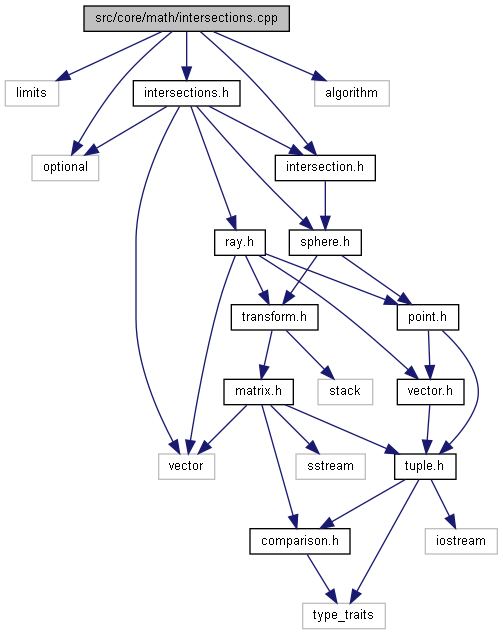 src/core/math/intersections.cpp
limits
intersections.h
algorithm
optional
intersection.h
ray.h
sphere.h
transform.h
point.h
matrix.h
stack
vector.h
vector
sstream
tuple.h
comparison.h
iostream
type_traits